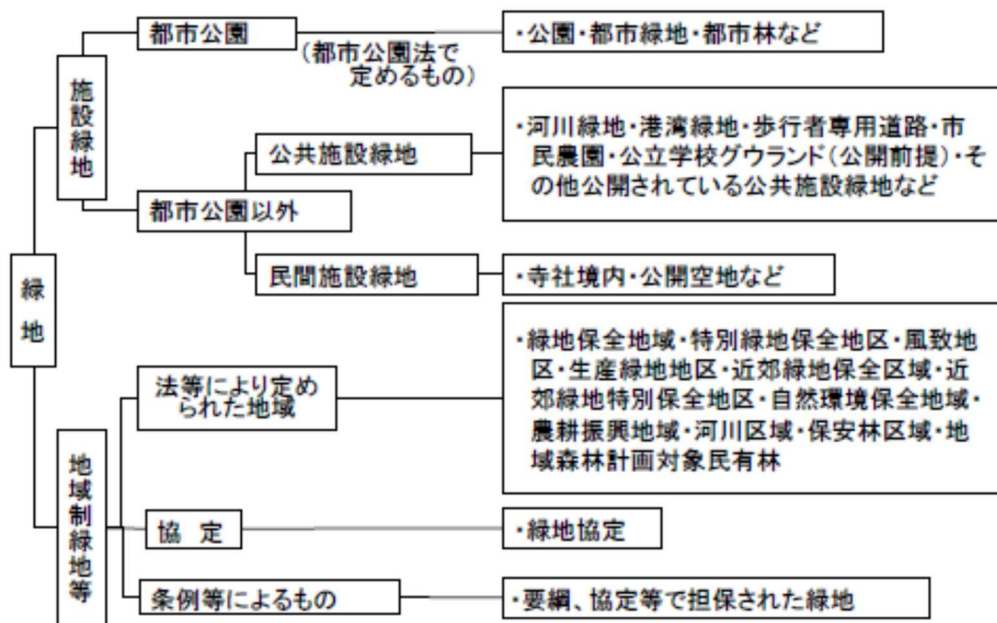 都市公園
(都市公園法で
定めるもの)
・公園・都市緑地・都市林など
施設緑地
公共施設緑地
・河川緑地・港湾緑地・歩行者専用道路・市
民農園・公立学校グウランド(公開前提)・そ
の他公開されている公共施設緑地など
都市公園以外
民間施設緑地
・寺社境内・公開空地など
緑地
法等により定め
られた地域
・緑地保全地域・特別緑地保全地区・風致地
区・生産緑地地区・近郊緑地保全区域・近
郊緑地特別保全地区・自然環境保全地域・
農耕振興地域・河川区域・保安林区域・地
域森林計画対象民有林
地域制緑地等
協 定
・緑地協定
条例等によるもの
・要綱、協定等で担保された緑地